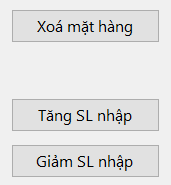 Xoá mặt hàng
Tăng SL nhập
Giảm SL nhập